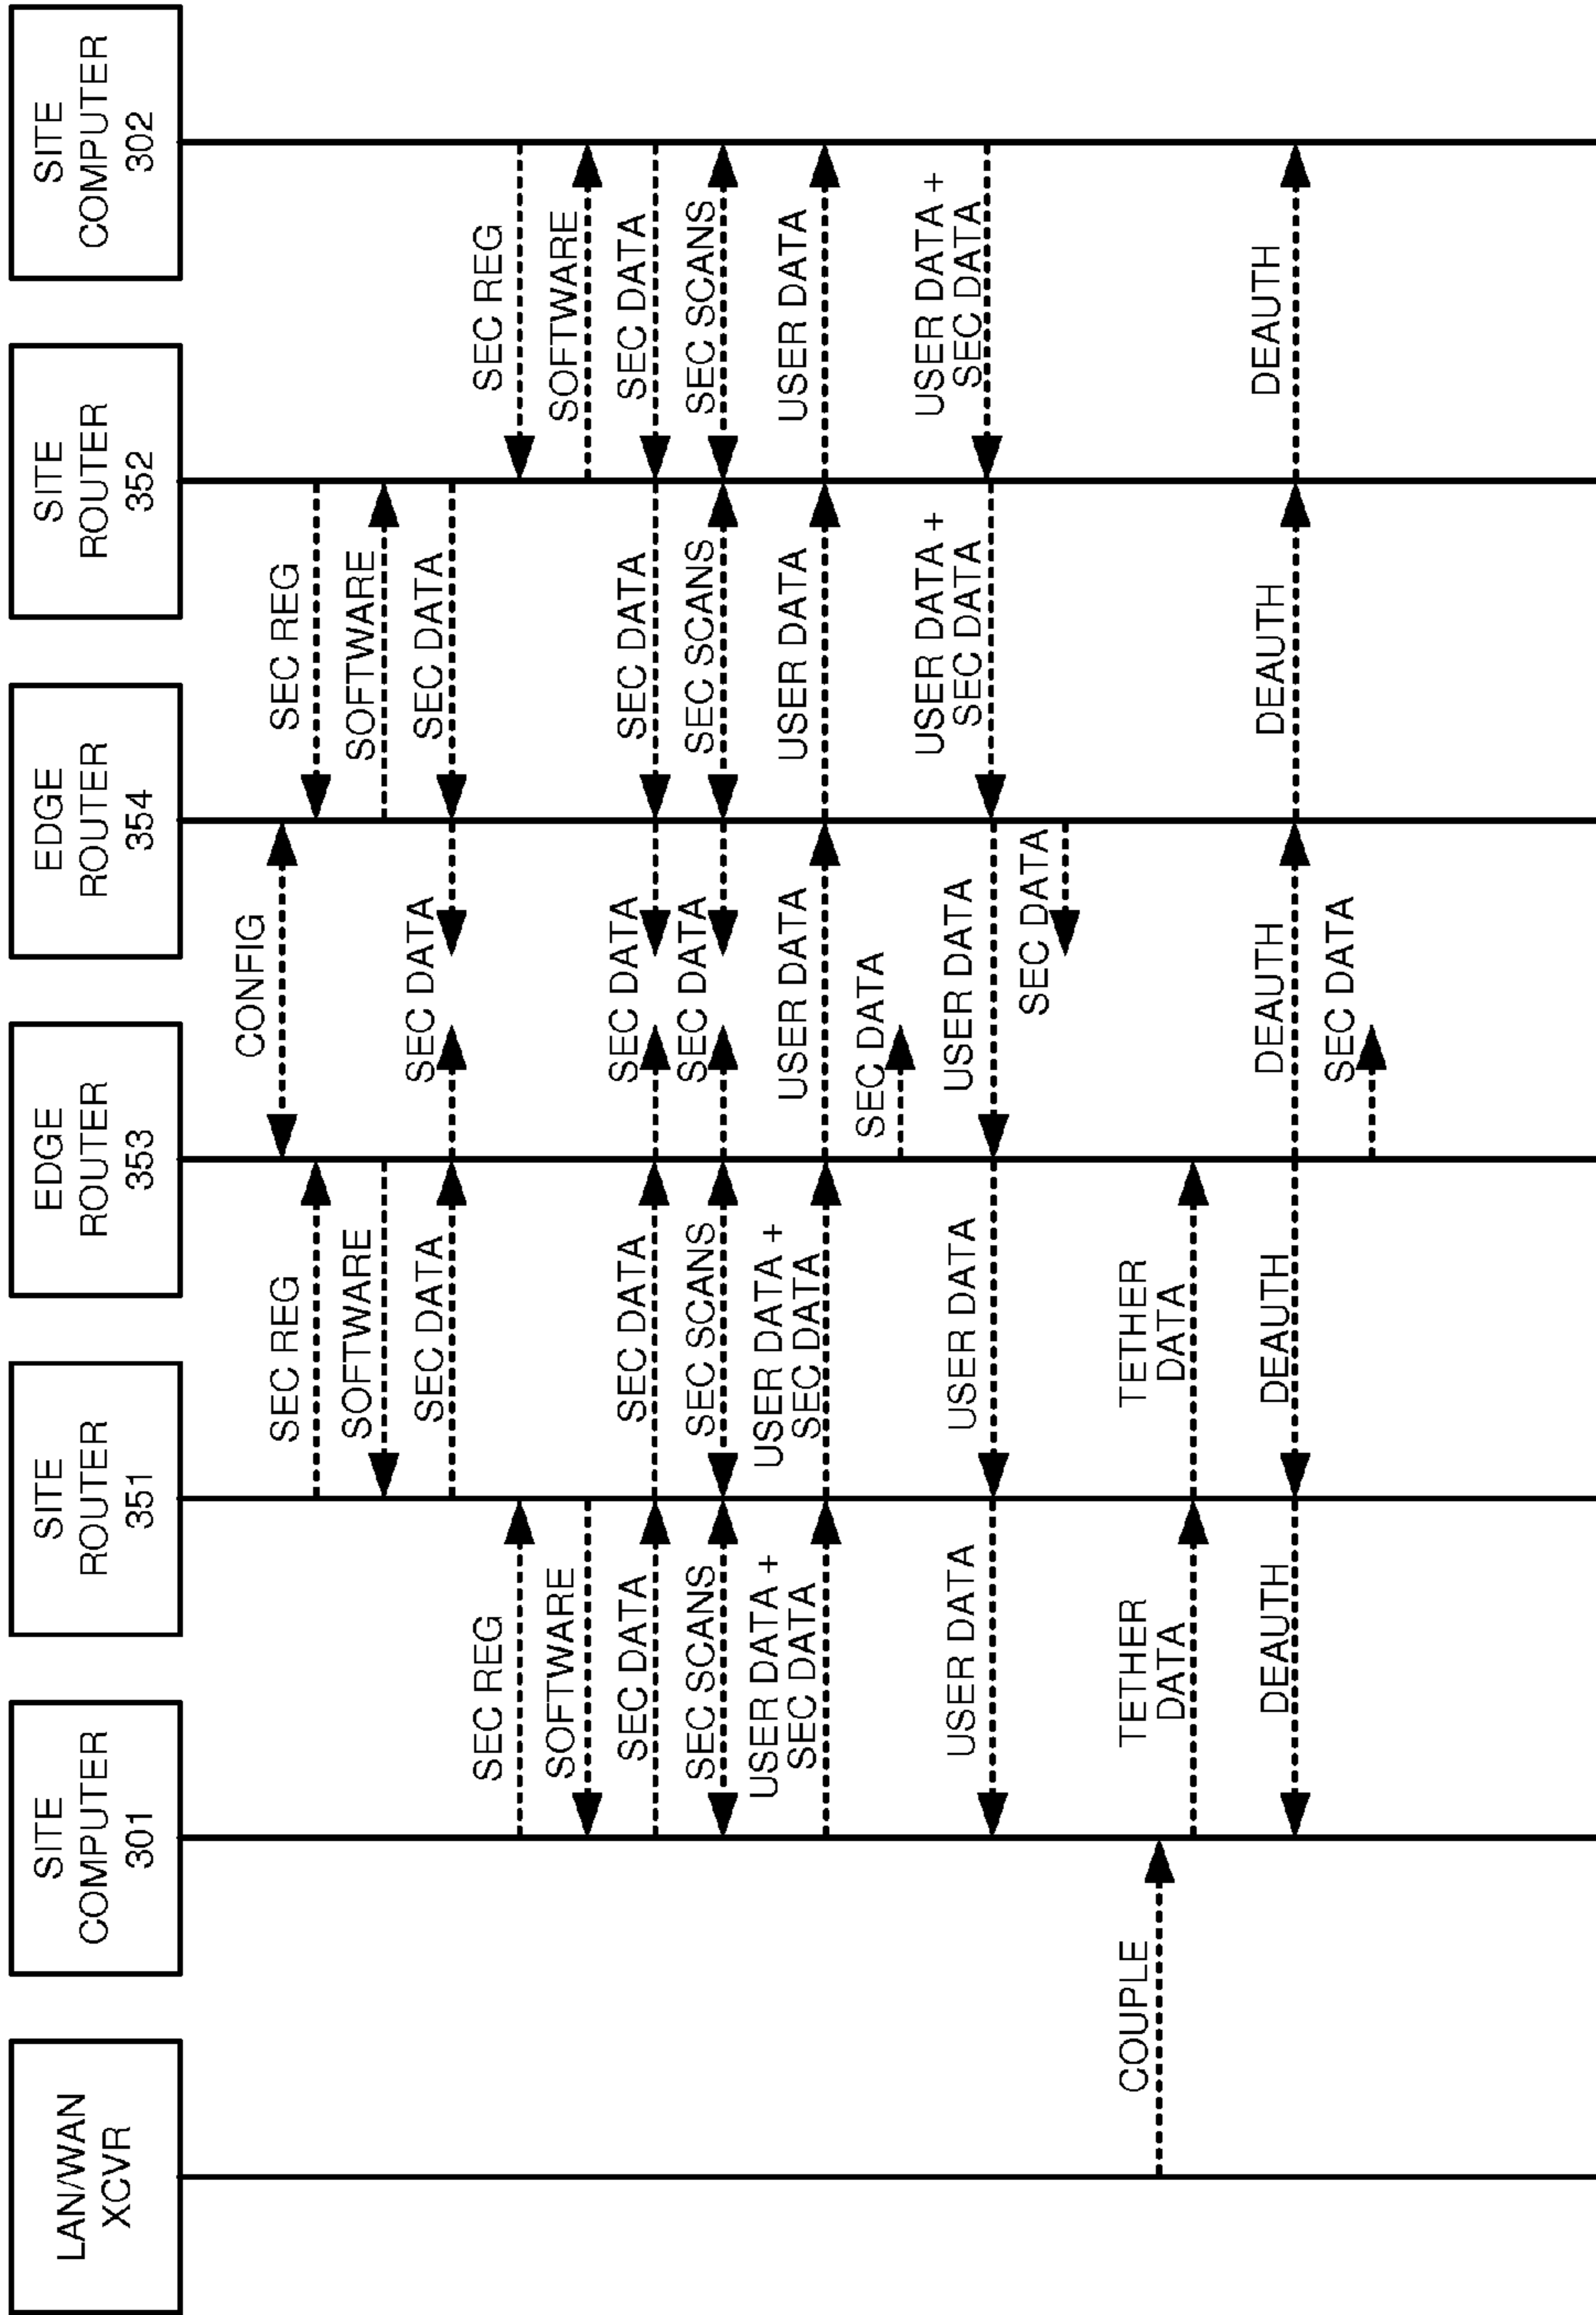 LAN/WAN
XCVR
SITE
COMPUTER
301
SITE
ROUTER
351
EDGE
ROUTER
353
EDGE
ROUTER
354
SITE
ROUTER
352
SITE
COMPUTER
302
CONFIG
SEC REG
SEC REG
SOFTWARE
SOFTWARE
SEC DATA
SEC DATA
SEC DATA
SEC REG
SEC REG
SOFTWARE
SOFTWARE
SEC DATA
SEC DATA
SEC DATA
SEC DATA
SEC DATA
SEC SCANS
SEC SCANS
SEC DATA
SEC SCANS
SEC SCANS
USER DATA +
SEC DATA
USER DATA +
SEC DATA
USER DATA
USER DATA
USER DATA
SEC DATA
USER DATA
USER DATA
USER DATA
USER DATA +
SEC DATA
USER DATA +
SEC DATA
SEC DATA
COUPLE
TETHER
DATA
TETHER
DATA
DEAUTH
DEAUTH
DEAUTH
DEAUTH
DEAUTH
SEC DATA